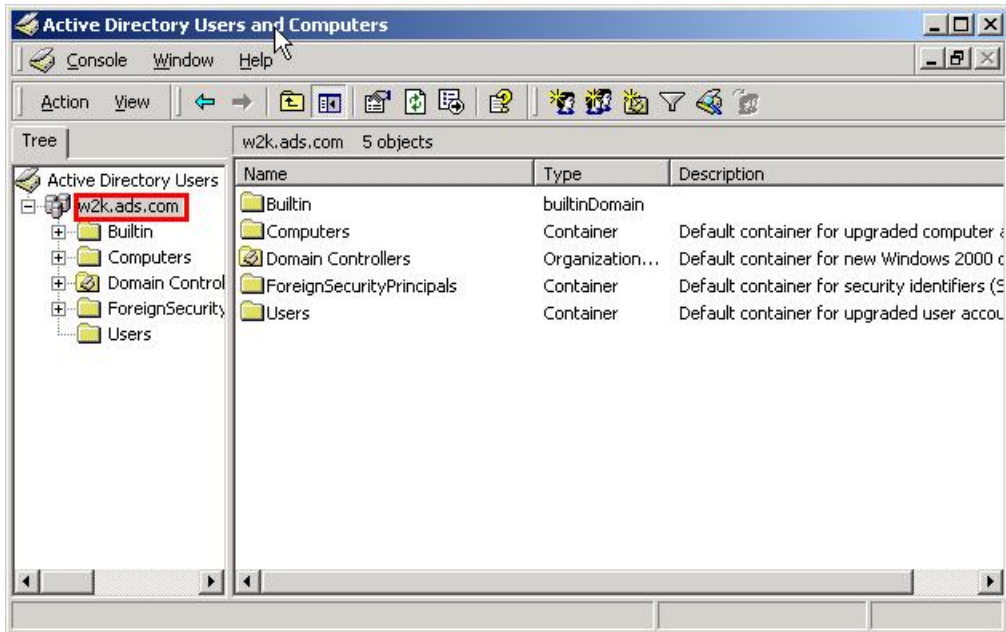 Active Directory Users and Computers
Console Window Help
Action View
Tree
w2k.ads.com 5 objects
Active Directory Users
w2k.ads.com
Builtin
Computers
Domain Control
ForeignSecurity
Users
Name Type Description
Builtin builtinDomain
Computers Container Default container for upgraded computer a
Domain Controllers Organization... Default container for new Windows 2000 d
ForeignSecurityPrincipals Container Default container for security identifiers (S
Users Container Default container for upgraded user accou